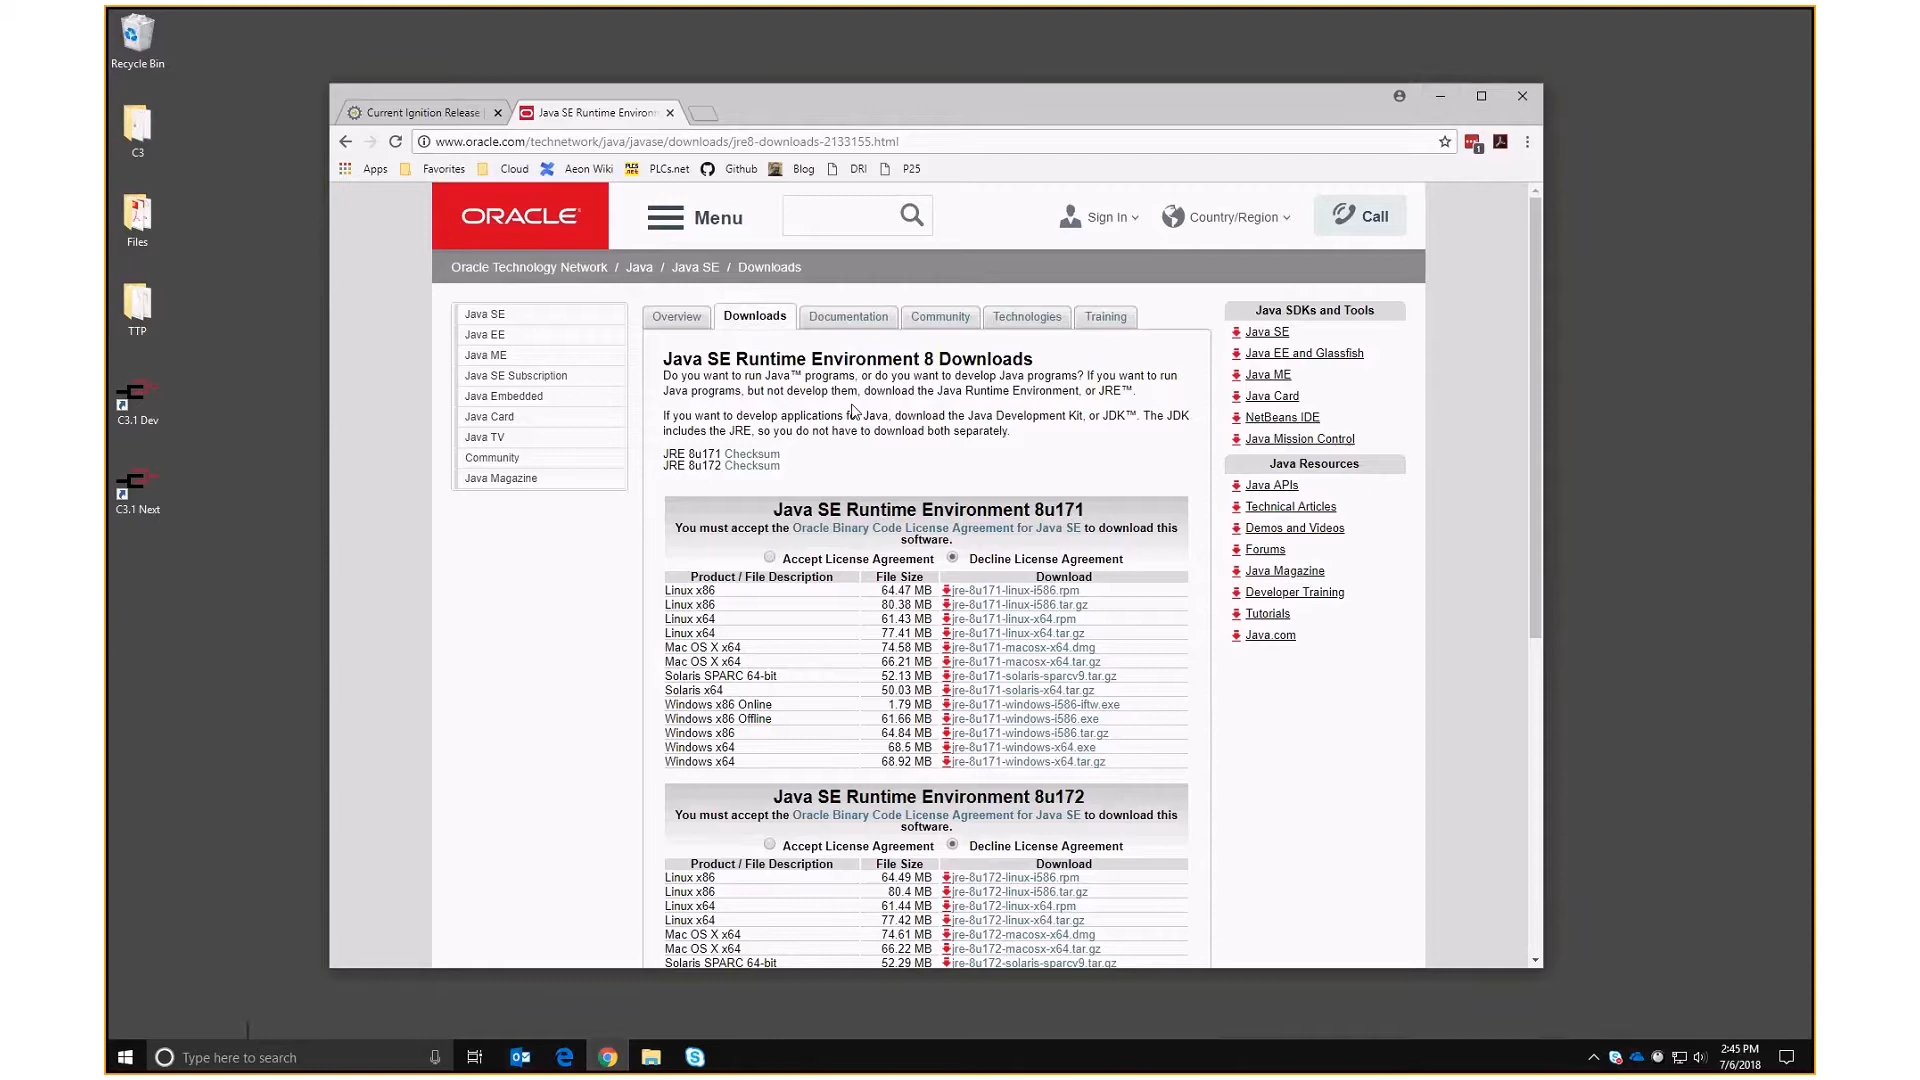 Recycle Bin
C3
Files
TTP
C3.1 Dev
C3.1 Next
Current Ignition Release
Java SE Runtime Environ
www.oracle.com/technetwork/java/javase/downloads/jre8-downloads-2133155.html
Apps Favorites Cloud Aeon Wiki PLCs.net Github Blog DRI P25
ORACLE
Menu
Sign In
Country/Region
Call
Oracle Technology Network / Java / Java SE / Downloads
Java SE
Java EE
Java ME
Java SE Subscription
Java Embedded
Java Card
Java TV
Community
Java Magazine
Overview Downloads Documentation Community Technologies Training
Java SE Runtime Environment 8 Downloads
Do you want to run Java™ programs, or do you want to develop Java programs? If you want to run
Java programs, but not develop them, download the Java Runtime Environment, or JRE™.
If you want to develop applications for Java, download the Java Development Kit, or JDK™. The JDK
includes the JRE, so you do not have to download both separately.
JRE 8u171 Checksum
JRE 8u172 Checksum
Java SE Runtime Environment 8u171
You must accept the Oracle Binary Code License Agreement for Java SE to download this
software.
Accept License Agreement Decline License Agreement
Product / File Description File Size Download
Linux x86 64.47 MB jre-8u171-linux-i586.rpm
Linux x86 80.38 MB jre-8u171-linux-i586.tar.gz
Linux x64 61.43 MB jre-8u171-linux-x64.rpm
Linux x64 77.41 MB jre-8u171-linux-x64.tar.gz
Mac OS X x64 74.58 MB jre-8u171-macosx-x64.dmg
Mac OS X x64 66.21 MB jre-8u171-macosx-x64.tar.gz
Solaris SPARC 64-bit 52.13 MB jre-8u171-solaris-sparcv9.tar.gz
Solaris x64 50.03 MB jre-8u171-solaris-x64.tar.gz
Windows x86 Online 1.79 MB jre-8u171-windows-i586-iftw.exe
Windows x86 Offline 61.66 MB jre-8u171-windows-i586.exe
Windows x86 64.84 MB jre-8u171-windows-i586.tar.gz
Windows x64 68.5 MB jre-8u171-windows-x64.exe
Windows x64 68.92 MB jre-8u171-windows-x64.tar.gz
Java SE Runtime Environment 8u172
You must accept the Oracle Binary Code License Agreement for Java SE to download this
software.
Accept License Agreement Decline License Agreement
Product / File Description File Size Download
Linux x86 64.49 MB jre-8u172-linux-i586.rpm
Linux x86 80.4 MB jre-8u172-linux-i586.tar.gz
Linux x64 61.44 MB jre-8u172-linux-x64.rpm
Linux x64 77.42 MB jre-8u172-linux-x64.tar.gz
Mac OS X x64 74.61 MB jre-8u172-macosx-x64.dmg
Mac OS X x64 66.22 MB jre-8u172-macosx-x64.tar.gz
Solaris SPARC 64-bit 52.29 MB jre-8u172-solaris-sparcv9.tar.gz
Java SDKs and Tools
Java SE
Java EE and Glassfish
Java ME
Java Card
NetBeans IDE
Java Mission Control
Java Resources
Java APIs
Technical Articles
Demos and Videos
Forums
Java Magazine
Developer Training
Tutorials
Java.com
Type here to search
2:45 PM
7/6/2018